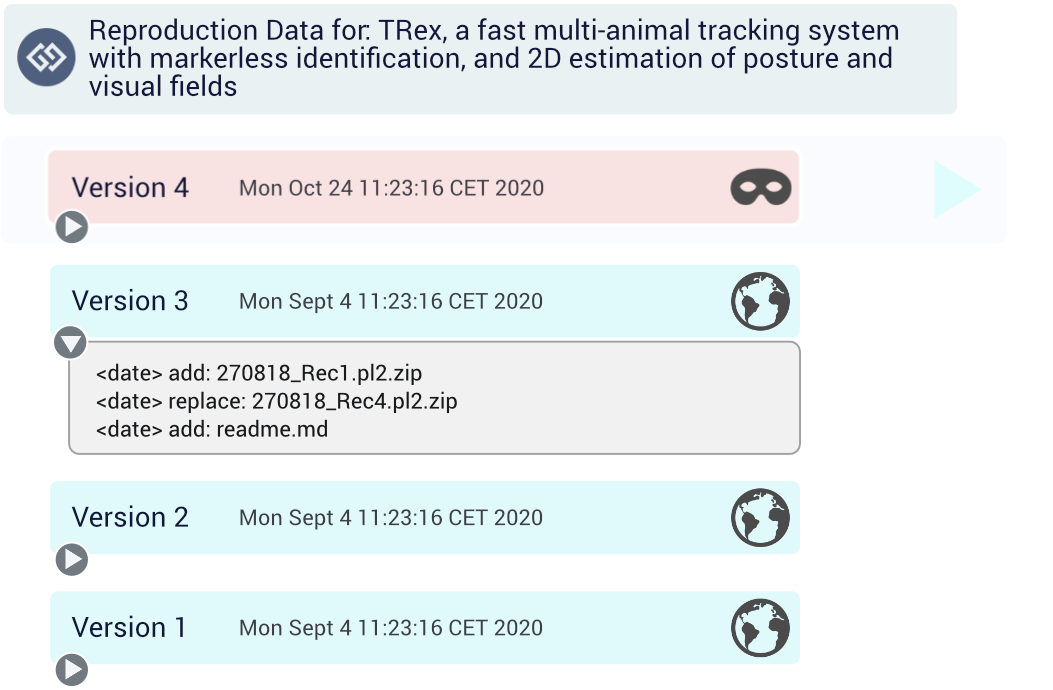 Reproduction Data for: TRex, a fast multi-animal tracking system
with markerless identification, and 2D estimation of posture and
visual fields
Version 4 Mon Oct 24 11:23:16 CET 2020
Version 3 Mon Sept 4 11:23:16 CET 2020
<date> add: 270818_Rec1.pl2.zip
<date> replace: 270818_Rec4.pl2.zip
<date> add: readme.md
Version 2 Mon Sept 4 11:23:16 CET 2020
Version 1 Mon Sept 4 11:23:16 CET 2020